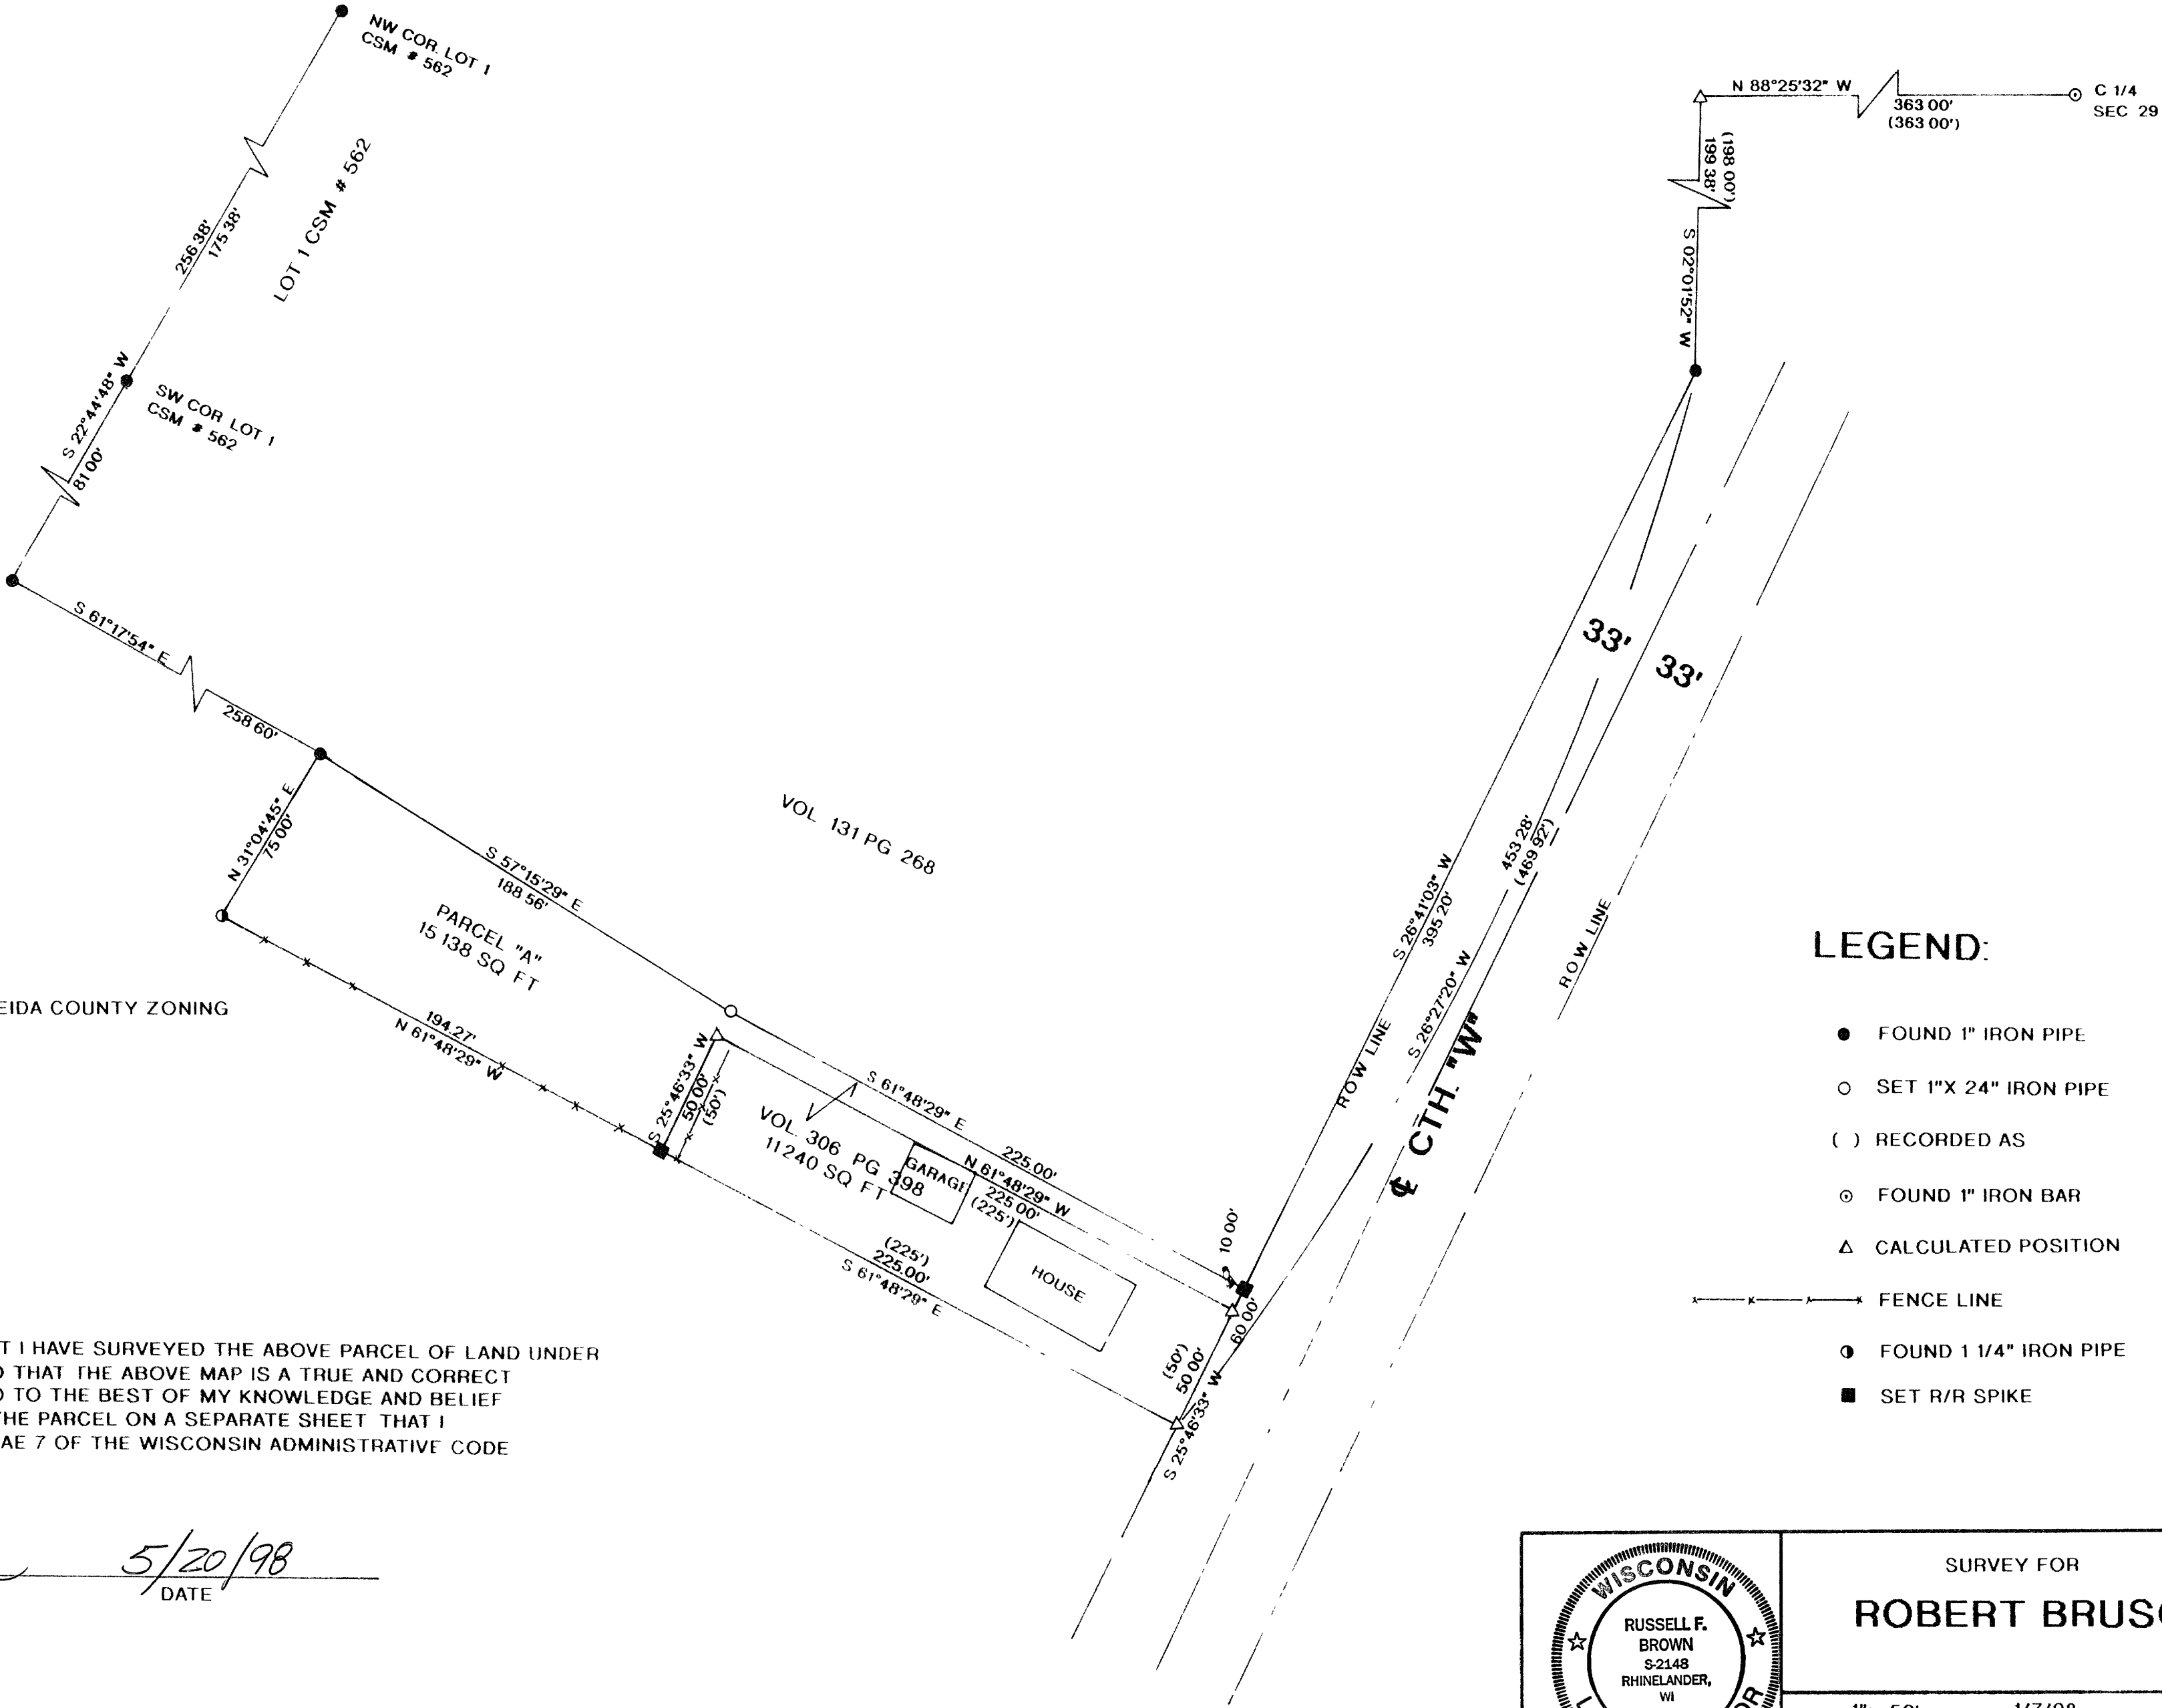 NW COR. LOT 1
CSM # 562
N 88°25'32" W
363 00'
(363 00')
C 1/4
SEC 29
(198 00')
199 38'
S 02°01'52" W
LOT 1 CSM # 562
256 38'
175 38'
S 22°44'48" W
81 00'
SW COR LOT 1
CSM # 562
S 61°17'54" E
258 60'
33'
33'
N 31°04'45" E
75 00'
S 57°15'29" E
188 56'
VOL 131 PG 268
PARCEL "A"
15 138 SQ FT
453 28'
(469 92')
S 26°41'03" W
395 20'
S 26°27'20" W
ROW LINE
ROW LINE
℄ CTH. "W"
EIDA COUNTY ZONING
194.27'
N 61°48'29" W
S 25°46'33" W
50 00'
(50')
S 61°48'29" E
225.00'
VOL. 306 PG 398
11 240 SQ FT
GARAGE
N 61°48'29" W
225 00'
(225')
(225')
225.00'
S 61°48'29" E
HOUSE
10 00'
60 00'
(50')
50 00'
S 25°46'33" W
LEGEND:
FOUND 1" IRON PIPE
SET 1"X 24" IRON PIPE
( ) RECORDED AS
FOUND 1" IRON BAR
CALCULATED POSITION
FENCE LINE
FOUND 1 1/4" IRON PIPE
SET R/R SPIKE
T I HAVE SURVEYED THE ABOVE PARCEL OF LAND UNDER
THAT THE ABOVE MAP IS A TRUE AND CORRECT
TO THE BEST OF MY KNOWLEDGE AND BELIEF
THE PARCEL ON A SEPARATE SHEET THAT I
AE 7 OF THE WISCONSIN ADMINISTRATIVE CODE
5/20/98
DATE
WISCONSIN
RUSSELL F.
BROWN
S-2148
RHINELANDER,
WI
SURVEY FOR
ROBERT BRUS